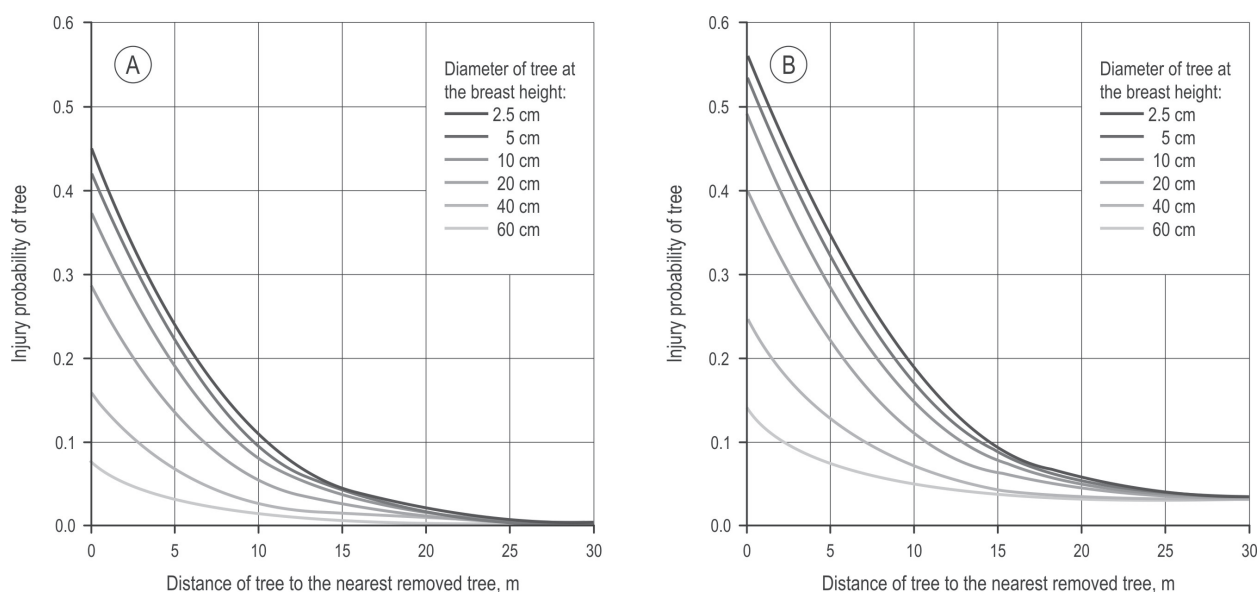 A
Injury probability of tree
0.6
0.5
0.4
0.3
0.2
0.1
0.0
Diameter of tree at
the breast height:
2.5 cm
5 cm
10 cm
20 cm
40 cm
60 cm
0 5 10 15 20 25 30
Distance of tree to the nearest removed tree, m
B
Injury probability of tree
0.6
0.5
0.4
0.3
0.2
0.1
0.0
Diameter of tree at
the breast height:
2.5 cm
5 cm
10 cm
20 cm
40 cm
60 cm
0 5 10 15 20 25 30
Distance of tree to the nearest removed tree, m